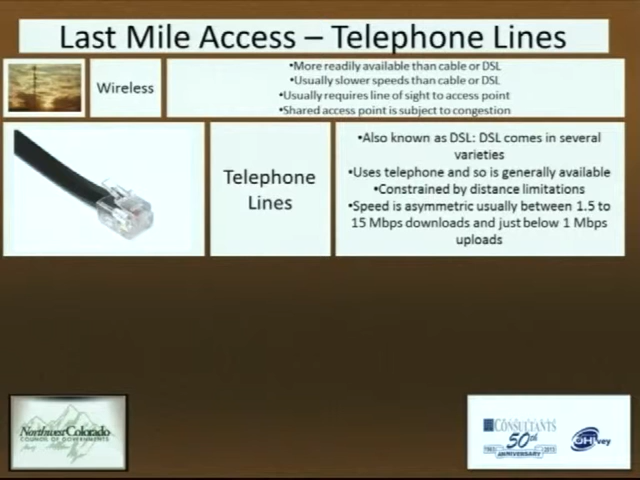 Last Mile Access – Telephone Lines
Wireless
•More readily available than cable or DSL
•Usually slower speeds than cable or DSL
•Usually requires line of sight to access point
•Shared access point is subject to congestion
Telephone
Lines
•Also known as DSL: DSL comes in several
varieties
•Uses telephone and so is generally available
•Constrained by distance limitations
•Speed is asymmetric usually between 1.5 to
15 Mbps downloads and just below 1 Mbps
uploads
Northwest Colorado
COUNCIL OF GOVERNMENTS
CONSULTANTS
50th
ANNIVERSARY